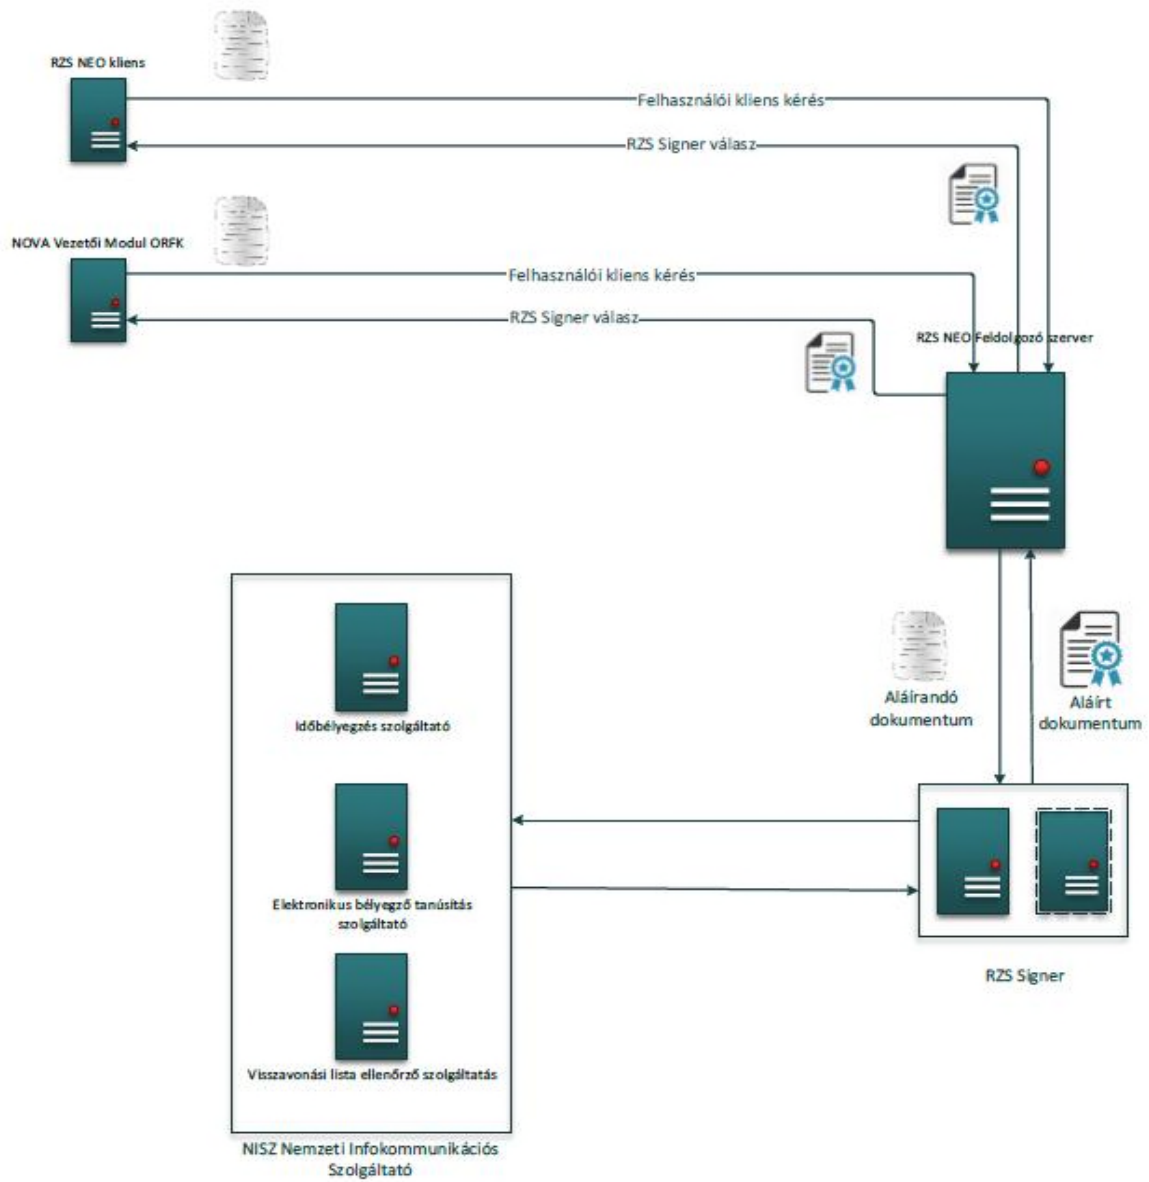 RZS NEO kliens
Felhasználói kliens kérés
RZS Signer válasz
NOVA Vezetői Modul ORFK
Felhasználói kliens kérés
RZS Signer válasz
RZS NEO Feldolgozó szerver
Aláírandó
dokumentum
Aláírt
dokumentum
Időbélyegzés szolgáltató
Elektronikus bélyegző tanúsítás
szolgáltató
RZS Signer
Visszavonási lista ellenőrző szolgáltatás
NISZ Nemzeti Infokommunikációs
Szolgáltató